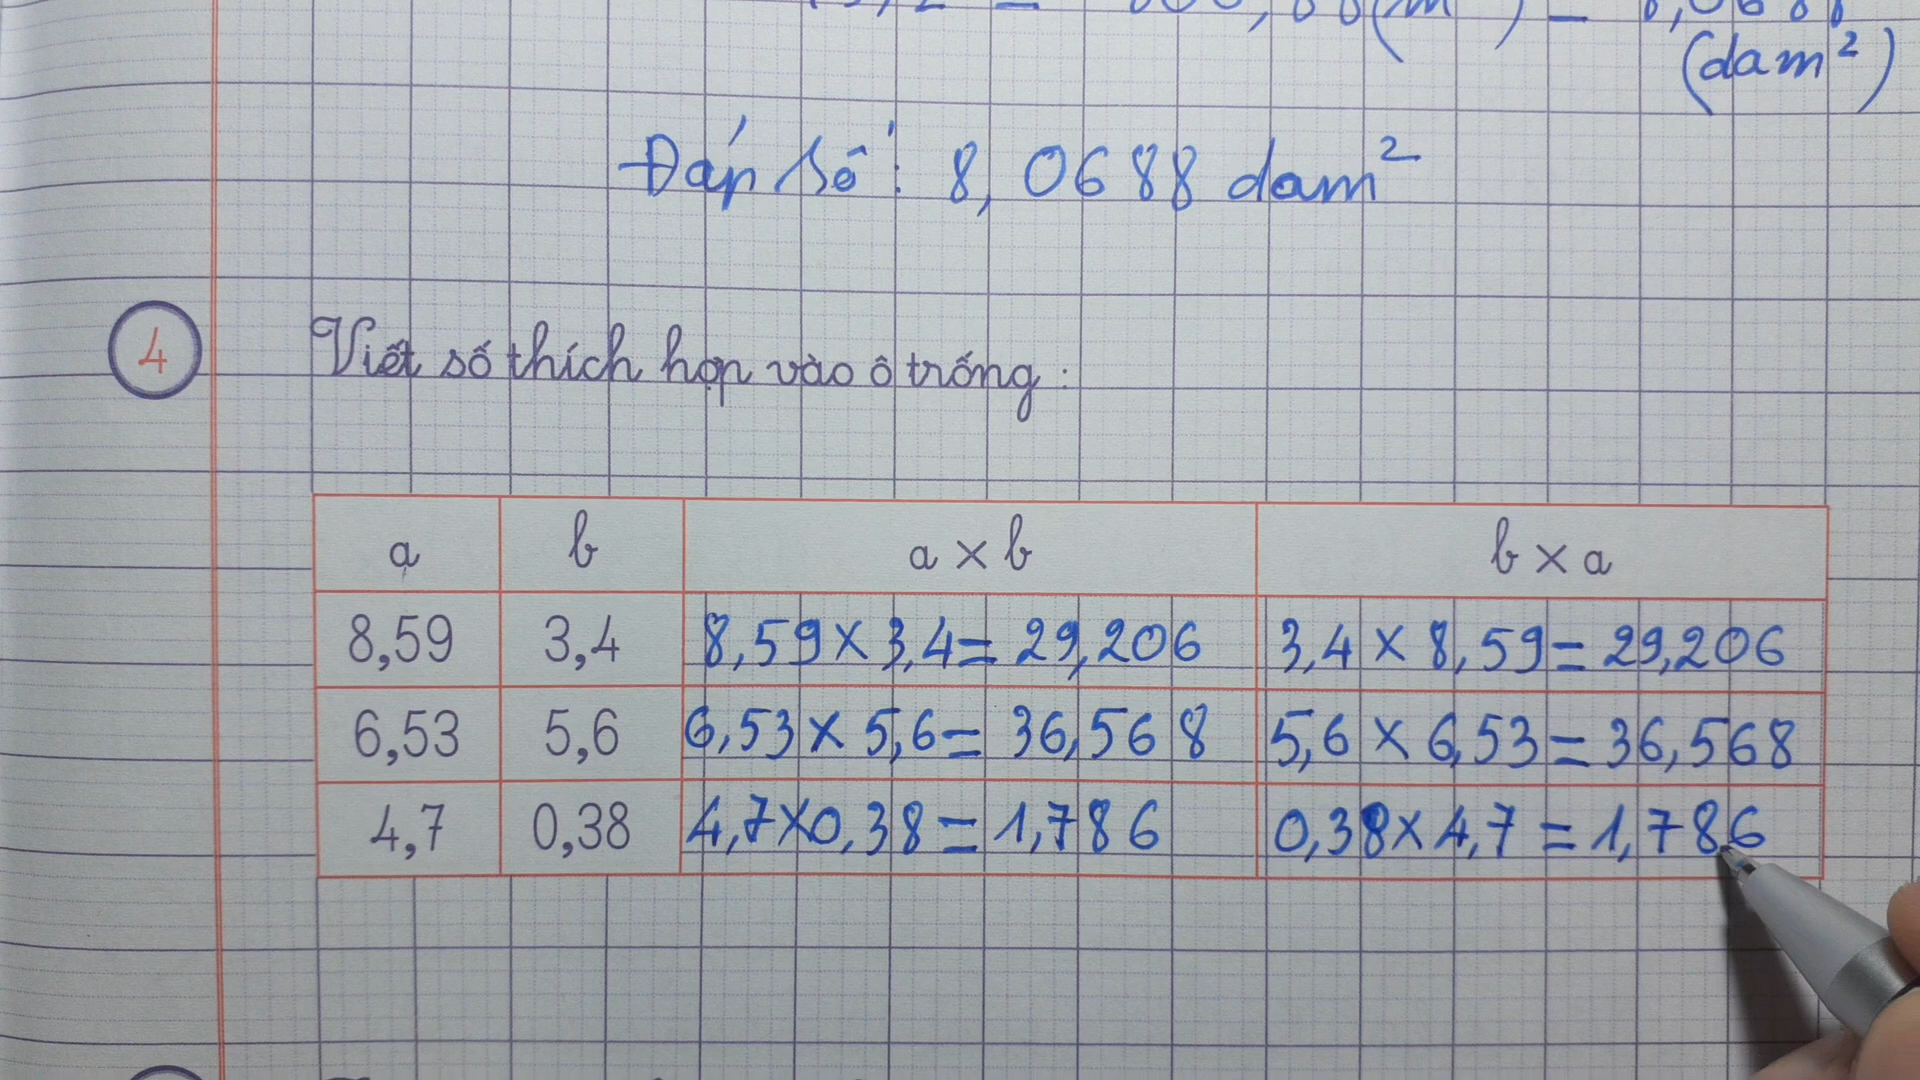 (dam²)
Đáp số: 8,0688 dam²
4 Viết số thích hợp vào ô trống:
a b a × b b × a
8,59 3,4 8,59 × 3,4 = 29,206 3,4 × 8,59 = 29,206
6,53 5,6 6,53 × 5,6 = 36,568 5,6 × 6,53 = 36,568
4,7 0,38 4,7 × 0,38 = 1,786 0,38 × 4,7 = 1,786